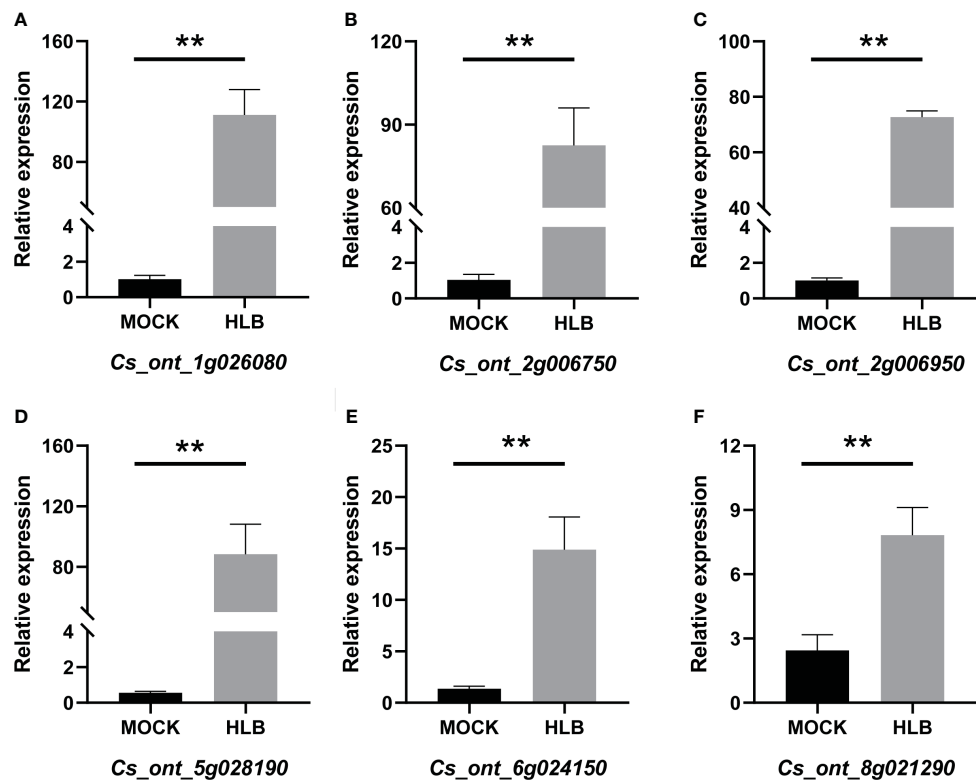 A
Relative expression
160
120
80
4
2
0
**
MOCK HLB
Cs_ont_1g026080
B
Relative expression
120
90
60
4
2
0
**
MOCK HLB
Cs_ont_2g006750
C
Relative expression
100
80
60
40
4
2
0
**
MOCK HLB
Cs_ont_2g006950
D
Relative expression
160
120
80
4
2
0
**
MOCK HLB
Cs_ont_5g028190
E
Relative expression
25
20
15
10
5
0
**
MOCK HLB
Cs_ont_6g024150
F
Relative expression
12
9
6
3
0
**
MOCK HLB
Cs_ont_8g021290